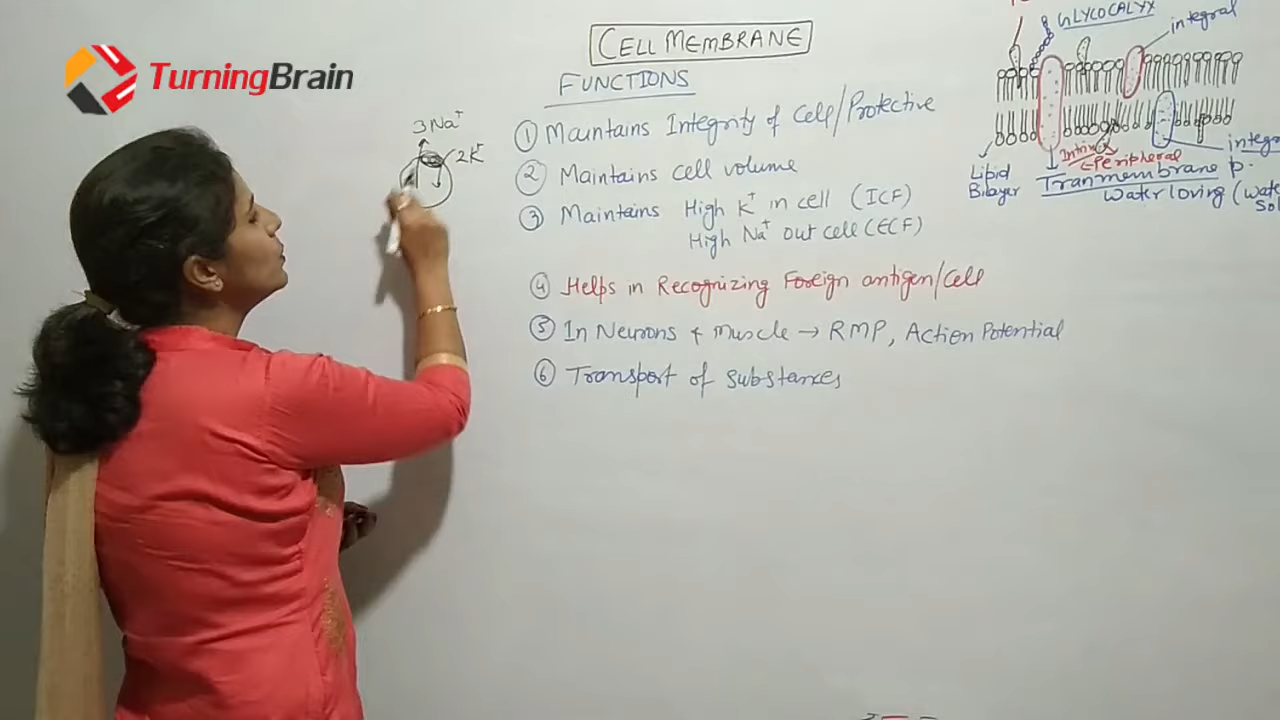 TurningBrain
CELL MEMBRANE
FUNCTIONS
① Maintains Integrity of Cell/Protective
② Maintains cell volume
③ Maintains High K⁺ in cell (ICF)
High Na⁺ out cell (ECF)
④ Helps in Recognizing Foreign antigen/Cell
⑤ In Neurons & Muscle → RMP, Action Potential
⑥ Transport of substances
3Na⁺
2K⁺
GLYCOCALYX
integral
Lipid
Bilayer
Peripheral
Tranmembrane p.
Water loving (